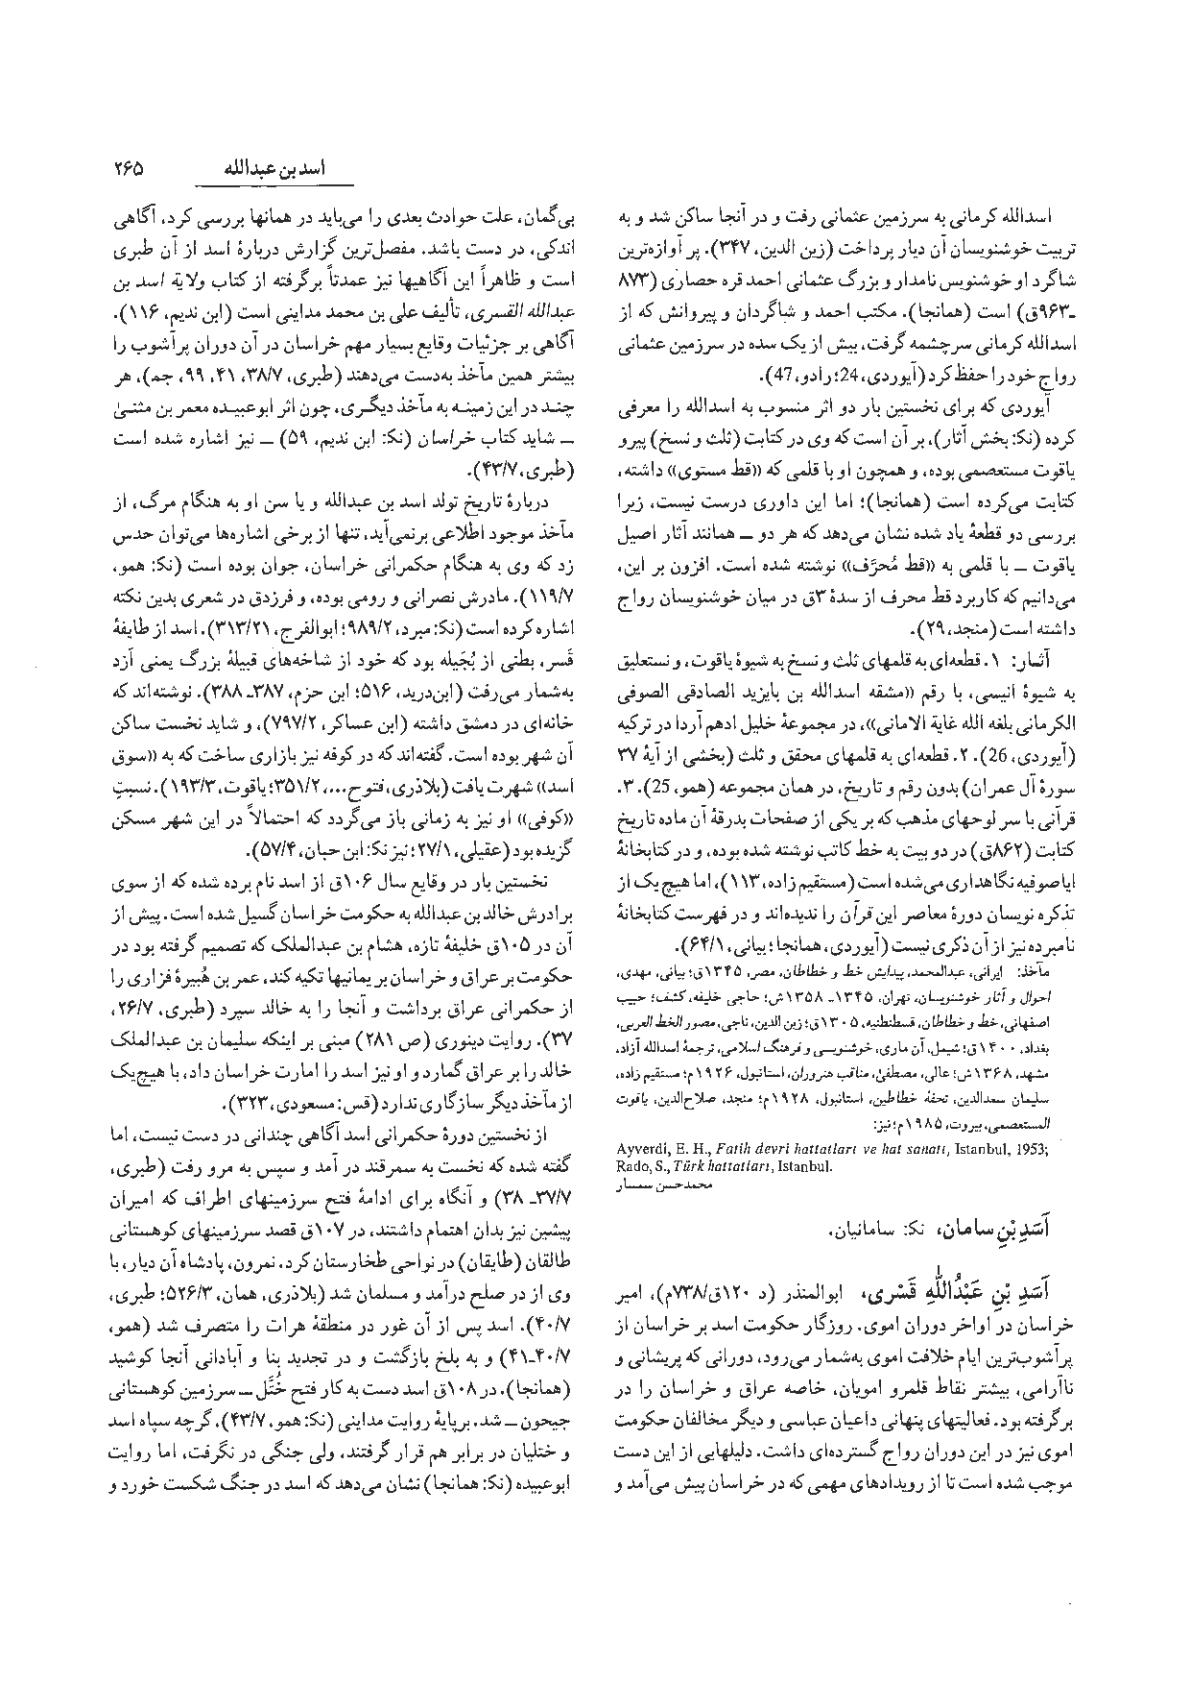 اسد بن عبدالله
۲۶۵
اسدالله کرمانی به سرزمین عثمانی رفت و در آنجا ساکن شد و به
تربیت خوشنویسان آن دیار پرداخت (زین الدین، ۳۴۷). پر آوازه‌ترین
شاگرد او خوشنویس نامدار و بزرگ عثمانی احمد قره حصاری (۸۷۳
ـ۹۶۳ق) است (همانجا). مکتب احمد و شاگردان و پیروانش که از
اسدالله کرمانی سرچشمه گرفت، بیش از یک سده در سرزمین عثمانی
رواج خود را حفظ کرد (آیوردی، 24؛ رادو، 47).
آیوردی که برای نخستین بار دو اثر منسوب به اسدالله را معرفی
کرده (نکـ: بخش آثار)، بر آن است که وی در کتابت (ثلث و نسخ) پیرو
یاقوت مستعصمی بوده، و همچون او با قلمی که «قط مستوی» داشته،
کتابت می‌کرده است (همانجا)؛ اما این داوری درست نیست، زیرا
بررسی دو قطعهٔ یاد شده نشان می‌دهد که هر دو ــ همانند آثار اصیل
یاقوت ــ با قلمی به «قط مُحرَّف» نوشته شده است. افزون بر این،
می‌دانیم که کاربرد قط محرف از سدهٔ ۳ق در میان خوشنویسان رواج
داشته است (منجد، ۲۹).
آثار: ۱. قطعه‌ای به قلمهای ثلث و نسخ به شیوهٔ یاقوت، و نستعلیق
به شیوهٔ انیسی، با رقم «مشقه اسدالله بن بایزید الصادقی الصوفی
الکرمانی بلغه الله غایة الامانی»، در مجموعهٔ خلیل ادهم آردا در ترکیه
(آیوردی، 26). ۲. قطعه‌ای به قلمهای محقق و ثلث (بخشی از آیهٔ ۳۷
سورهٔ آل عمران) بدون رقم و تاریخ، در همان مجموعه (همو، 25). ۳.
قرآنی با سر لوحهای مذهب که بر یکی از صفحات بدرقهٔ آن ماده تاریخ
کتابت (۸۶۲ق) در دو بیت به خط کاتب نوشته شده بوده، و در کتابخانهٔ
ایاصوفیه نگاهداری می‌شده است (مستقیم زاده، ۱۱۳)، اما هیچ یک از
تذکره نویسان دورهٔ معاصر این قرآن را ندیده‌اند و در فهرست کتابخانهٔ
نامبرده نیز از آن ذکری نیست (آیوردی، همانجا؛ بیانی، ۶۴/۱).
مآخذ: ایرانی، عبدالمحمد، پیدایش خط و خطاطان، مصر، ۱۳۴۵ق؛ بیانی، مهدی،
احوال و آثار خوشنویسان، تهران، ۱۳۴۵ـ ۱۳۵۸ش؛ حاجی خلیفه، کشف؛ حبیب
اصفهانی، خط و خطاطان، قسطنطنیه، ۱۳۰۵ق؛ زین الدین، ناجی، مصور الخط العربی،
بغداد، ۱۴۰۰ق؛ شیمل، آن ماری، خوشنویسی و فرهنگ اسلامی، ترجمهٔ اسدالله آزاد،
مشهد، ۱۳۶۸ش؛ عالی، مصطفیٰ، مناقب هنروران، استانبول، ۱۹۲۶م؛ مستقیم زاده،
سلیمان سعدالدین، تحفهٔ خطاطین، استانبول، ۱۹۲۸م؛ منجد، صلاح‌الدین، یاقوت
المستعصمی، بیروت، ۱۹۸۵م؛ نیز:
Ayverdi, E. H., Fatih devri hattatları ve hat sanatı, Istanbul, 1953;
Rado, S., Türk hattatları, Istanbul.
محمدحسن سمسار
اَسَدِ بْنِ سامان، نکـ: سامانیان.
اَسَدِ بْنِ عَبْدُاللّٰهِ قَسْری، ابوالمنذر (د ۱۲۰ق/۷۳۸م)، امیر
خراسان در اواخر دوران اموی. روزگار حکومت اسد بر خراسان از
پرآشوب‌ترین ایام خلافت اموی به‌شمار می‌رود، دورانی که پریشانی و
ناآرامی، بیشتر نقاط قلمرو امویان، خاصه عراق و خراسان را در
برگرفته بود. فعالیتهای پنهانی داعیان عباسی و دیگر مخالفان حکومت
اموی نیز در این دوران رواج گسترده‌ای داشت. دلیلهایی از این دست
موجب شده است تا از رویدادهای مهمی که در خراسان پیش می‌آمد و
بی‌گمان، علت حوادث بعدی را می‌باید در همانها بررسی کرد، آگاهی
اندکی، در دست باشد. مفصل‌ترین گزارش دربارهٔ اسد از آن طبری
است و ظاهراً این آگاهیها نیز عمدتاً برگرفته از کتاب ولایة اسد بن
عبدالله القسری، تألیف علی بن محمد مداینی است (ابن ندیم، ۱۱۶).
آگاهی بر جزئیات وقایع بسیار مهم خراسان در آن دوران پرآشوب را
بیشتر همین مآخذ به‌دست می‌دهند (طبری، ۳۸/۷، ۴۱، ۹۹، جمـ)، هر
چند در این زمینه به مآخذ دیگری، چون اثر ابوعبیده معمر بن مثنیٰ
ــ شاید کتاب خراسان (نکـ: ابن ندیم، ۵۹) ــ نیز اشاره شده است
(طبری، ۴۳/۷).
دربارهٔ تاریخ تولد اسد بن عبدالله و یا سن او به هنگام مرگ، از
مآخذ موجود اطلاعی برنمی‌آید، تنها از برخی اشاره‌ها می‌توان حدس
زد که وی به هنگام حکمرانی خراسان، جوان بوده است (نکـ: همو،
۱۱۹/۷). مادرش نصرانی و رومی بوده، و فرزدق در شعری بدین نکته
اشاره کرده است (نکـ: مبرد، ۹۸۹/۲؛ ابوالفرج، ۳۱۳/۲۱). اسد از طایفهٔ
قَسر، بطنی از بُجَیله بود که خود از شاخه‌های قبیلهٔ بزرگ یمنی اَزد
به‌شمار می‌رفت (ابن‌درید، ۵۱۶؛ ابن حزم، ۳۸۷ـ ۳۸۸). نوشته‌اند که
خانه‌ای در دمشق داشته (ابن عساکر، ۷۹۷/۲)، و شاید نخست ساکن
آن شهر بوده است. گفته‌اند که در کوفه نیز بازاری ساخت که به «سوق
اسد» شهرت یافت (بلاذری، فتوح...، ۳۵۱/۲؛ یاقوت، ۱۹۳/۳). نسبتِ
«کوفی» او نیز به زمانی باز می‌گردد که احتمالاً در این شهر مسکن
گزیده بود (عقیلی، ۲۷/۱؛ نیز نکـ: ابن حبان، ۵۷/۴).
نخستین بار در وقایع سال ۱۰۶ق از اسد نام برده شده که از سوی
برادرش خالد بن عبدالله به حکومت خراسان گسیل شده است. پیش از
آن در ۱۰۵ق خلیفهٔ تازه، هشام بن عبدالملک که تصمیم گرفته بود در
حکومت بر عراق و خراسان بر یمانیها تکیه کند، عمر بن هُبیرهٔ فزاری را
از حکمرانی عراق برداشت و آنجا را به خالد سپرد (طبری، ۲۶/۷،
۳۷). روایت دینوری (ص ۲۸۱) مبنی بر اینکه سلیمان بن عبدالملک
خالد را بر عراق گمارد و او نیز اسد را امارت خراسان داد، با هیچ‌یک
از مآخذ دیگر سازگاری ندارد (قس: مسعودی، ۳۲۳).
از نخستین دورهٔ حکمرانی اسد آگاهی چندانی در دست نیست، اما
گفته شده که نخست به سمرقند در آمد و سپس به مرو رفت (طبری،
۳۷/۷ـ ۳۸) و آنگاه برای ادامهٔ فتح سرزمینهای اطراف که امیران
پیشین نیز بدان اهتمام داشتند، در ۱۰۷ق قصد سرزمینهای کوهستانی
طالقان (طایقان) در نواحی طخارستان کرد. نمرون، پادشاه آن دیار، با
وی از در صلح درآمد و مسلمان شد (بلاذری، همان، ۵۲۶/۳؛ طبری،
۴۰/۷). اسد پس از آن غور در منطقهٔ هرات را متصرف شد (همو،
۴۰/۷ـ۴۱) و به بلخ بازگشت و در تجدید بِنا و آبادانی آنجا کوشید
(همانجا). در ۱۰۸ق اسد دست به کار فتح خُتَّل ــ سرزمین کوهستانی
جیحون ــ شد. برپایهٔ روایت مداینی (نکـ: همو، ۴۳/۷)، گرچه سپاه اسد
و ختلیان در برابر هم قرار گرفتند، ولی جنگی در نگرفت، اما روایت
ابوعبیده (نکـ: همانجا) نشان می‌دهد که اسد در جنگ شکست خورد و